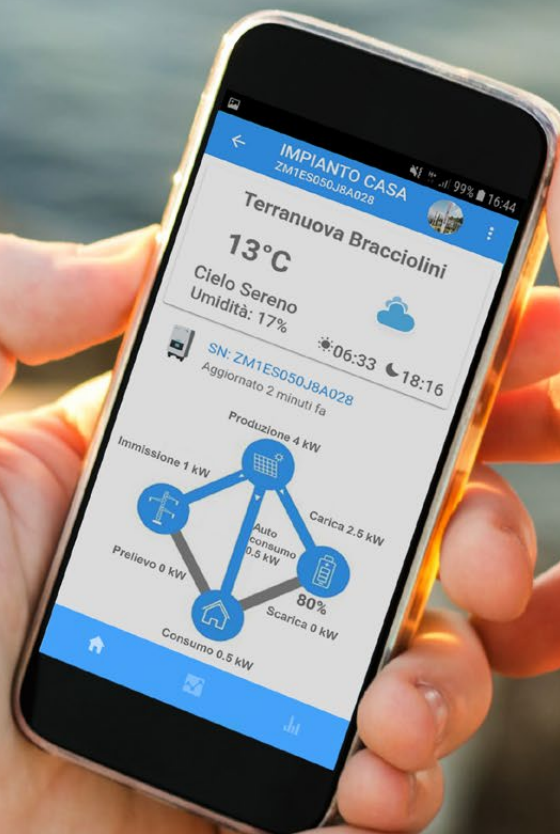 99% 16:44
IMPIANTO CASA
ZM1ES050J8A028
Terranuova Bracciolini
13°C
Cielo Sereno
Umidità: 17%
06:33 18:16
SN: ZM1ES050J8A028
Aggiornato 2 minuti fa
Produzione 4 kW
Immissione 1 kW
Carica 2.5 kW
Auto
consumo
0.5 kW
Prelievo 0 kW
80%
Scarica 0 kW
Consumo 0.5 kW